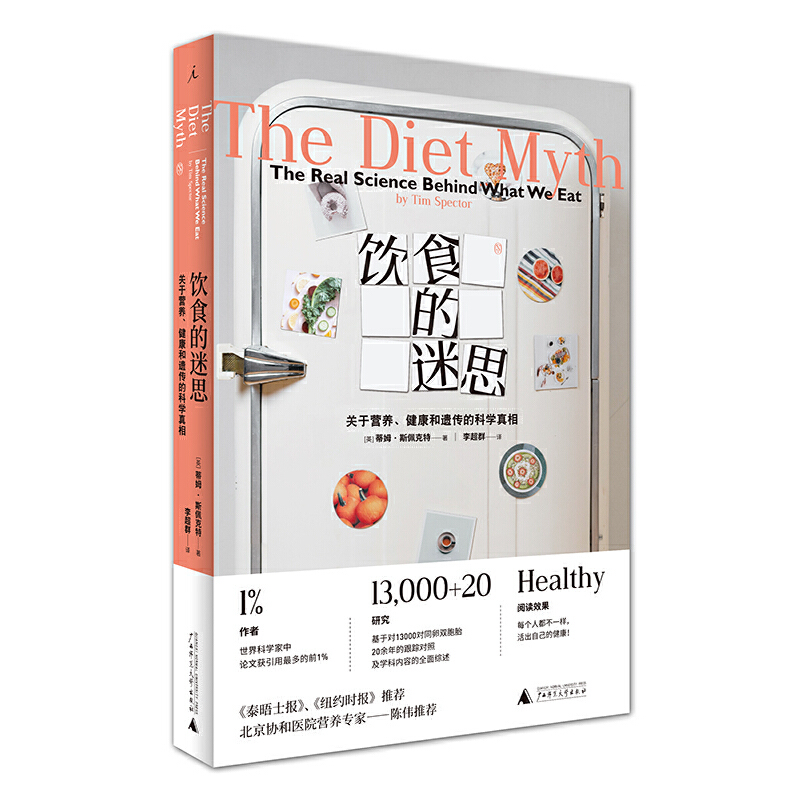 The Diet Myth
The Real Science Behind What We Eat
by Tim Spector
饮食
的
迷思
关于营养、健康和遗传的科学真相
[英] 蒂姆·斯佩克特——著 | 李超群——译
1%
作者
世界科学家中
论文获引用最多的前1%
13,000+20
研究
基于对13000对同卵双胞胎
20余年的跟踪对照
及学科内容的全面综述
Healthy
阅读效果
每个人都不一样,
活出自己的健康!
《泰晤士报》、《纽约时报》推荐
北京协和医院营养专家——陈伟推荐
广西师范大学出版社
i
The
Diet
Myth
The Real Science
Behind What We Eat
by Tim Spector
饮食的迷思
关于营养、健康和遗传的科学真相
[英] 蒂姆·斯佩克特——著
李超群——译
广西师范大学出版社